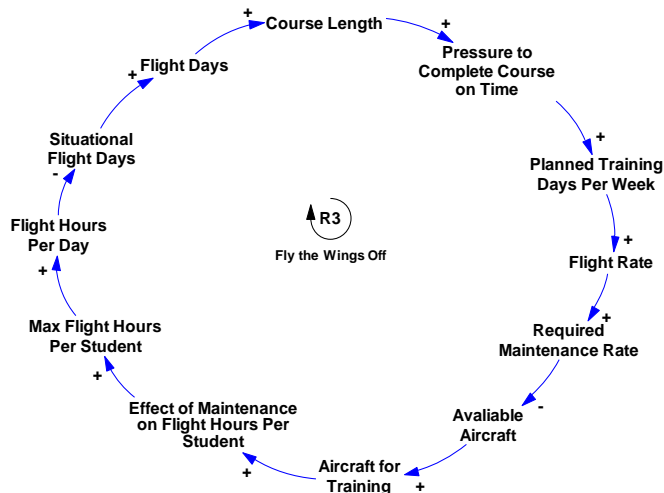 +
Course Length
+
Pressure to
Complete Course
on Time
+
Planned Training
Days Per Week
+
Flight Rate
+
Required
Maintenance Rate
-
Avaliable
Aircraft
+
Aircraft for
Training
+
Effect of Maintenance
on Flight Hours Per
Student
+
Max Flight Hours
Per Student
+
Flight Hours
Per Day
-
Situational
Flight Days
+
Flight Days
R3
Fly the Wings Off